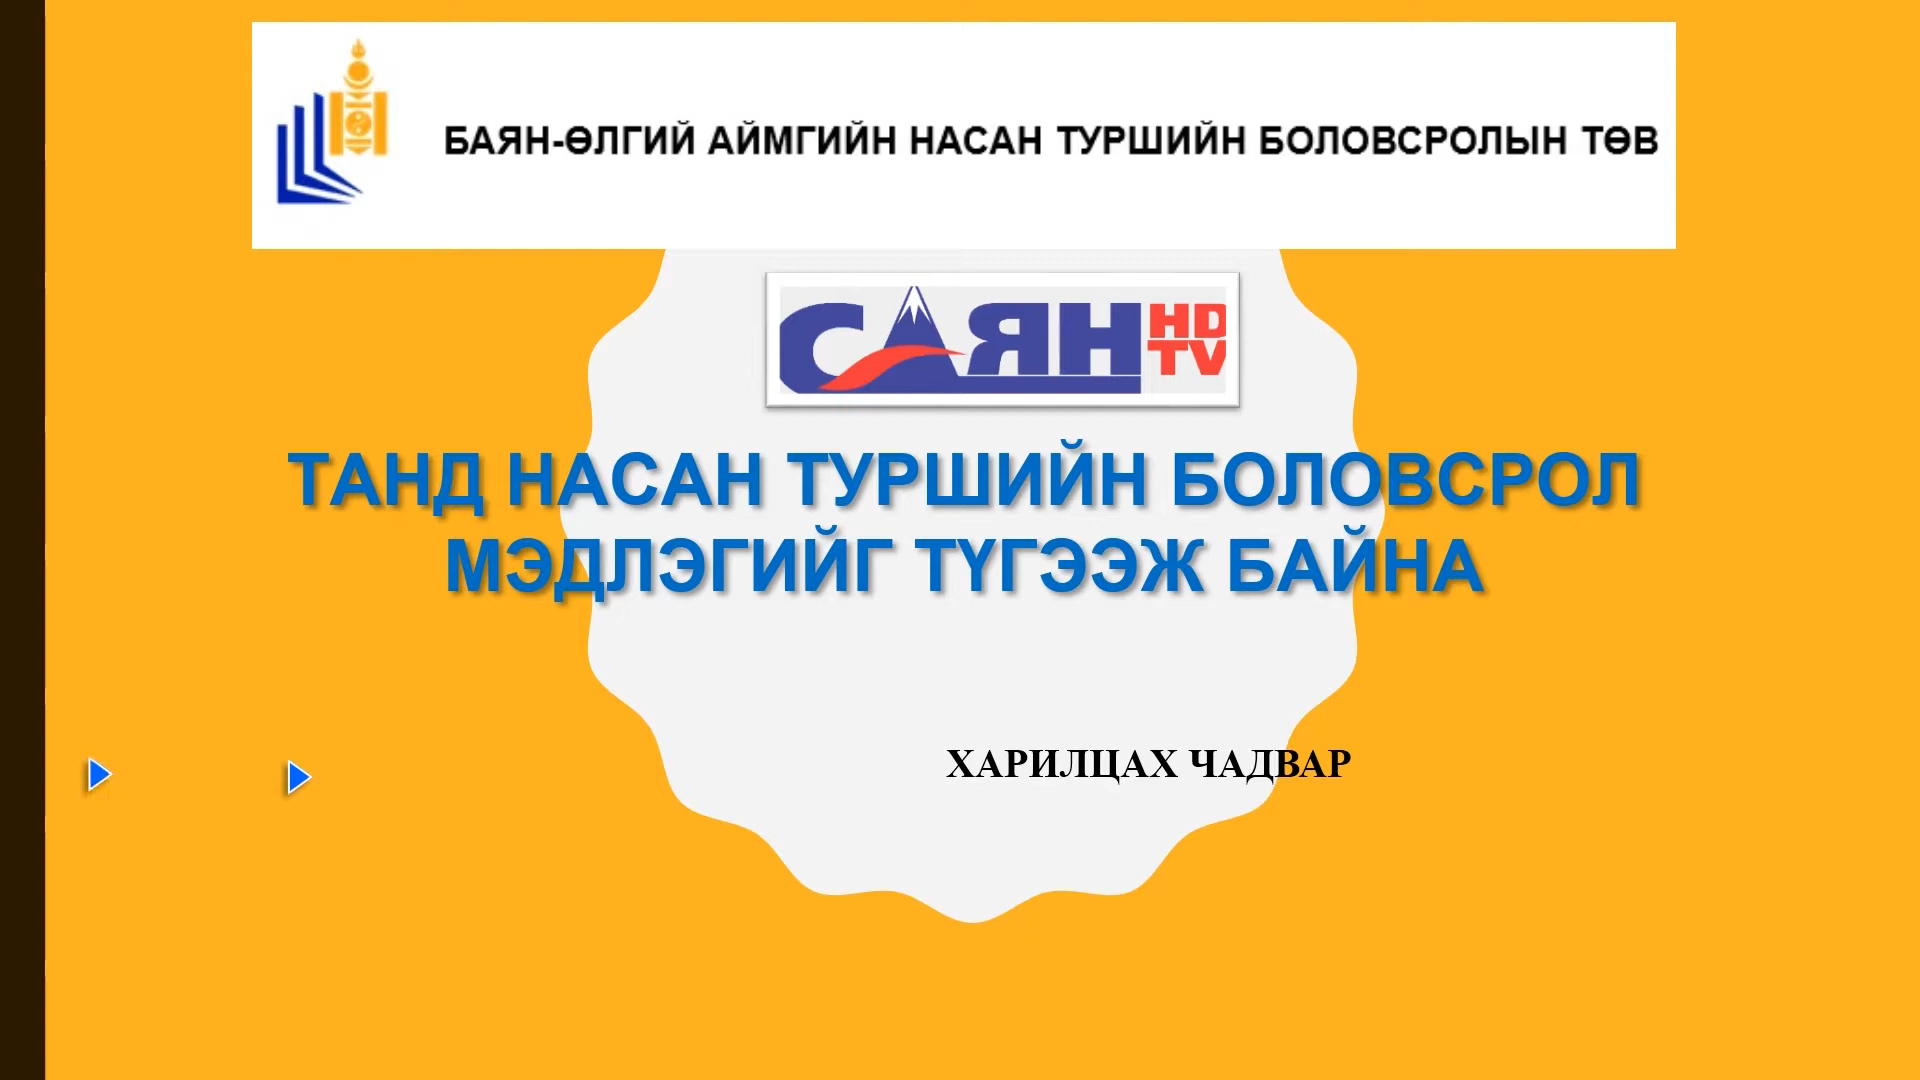 БАЯН-ӨЛГИЙ АЙМГИЙН НАСАН ТУРШИЙН БОЛОВСРОЛЫН ТӨВ
САЯН HD TV
ТАНД НАСАН ТУРШИЙН БОЛОВСРОЛ
МЭДЛЭГИЙГ ТҮГЭЭЖ БАЙНА
ХАРИЛЦАХ ЧАДВАР